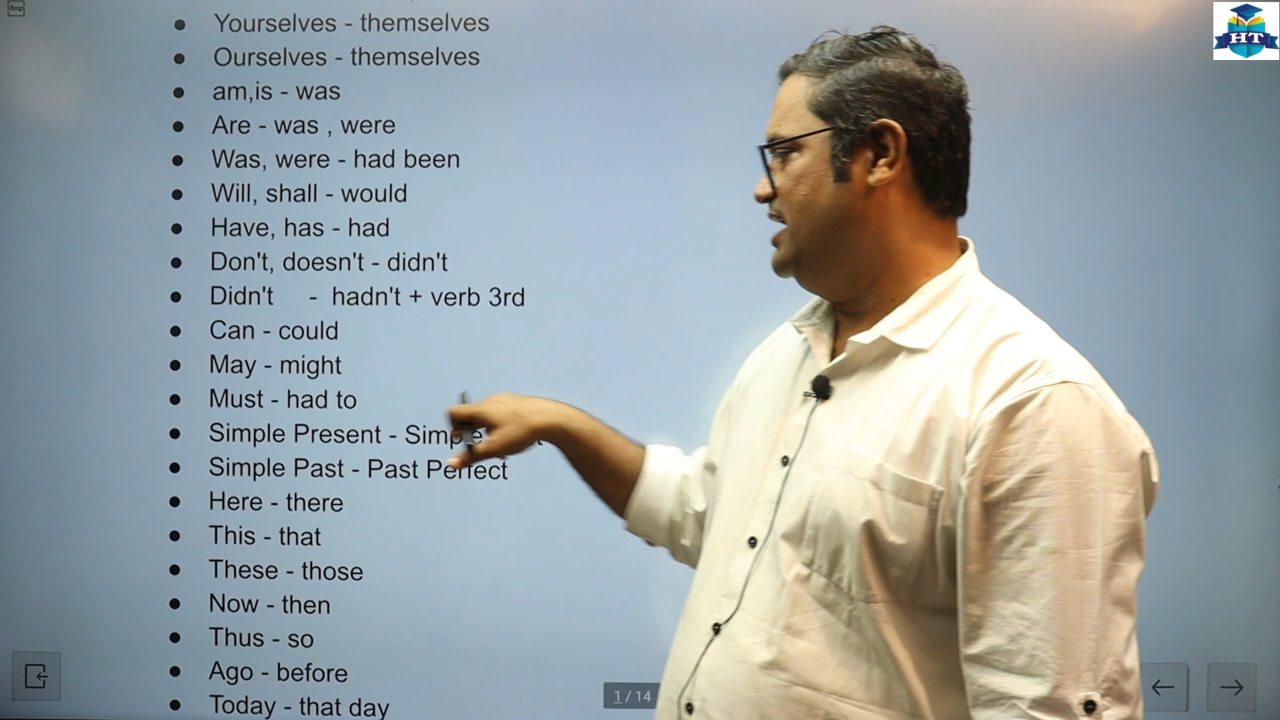 Yourselves - themselves
Ourselves - themselves
am,is - was
Are - was , were
Was, were - had been
Will, shall - would
Have, has - had
Don't, doesn't - didn't
Didn't - hadn't + verb 3rd
Can - could
May - might
Must - had to
Simple Present - Simple
Simple Past - Past Perfect
Here - there
This - that
These - those
Now - then
Thus - so
Ago - before
Today - that day
1 / 14
HT